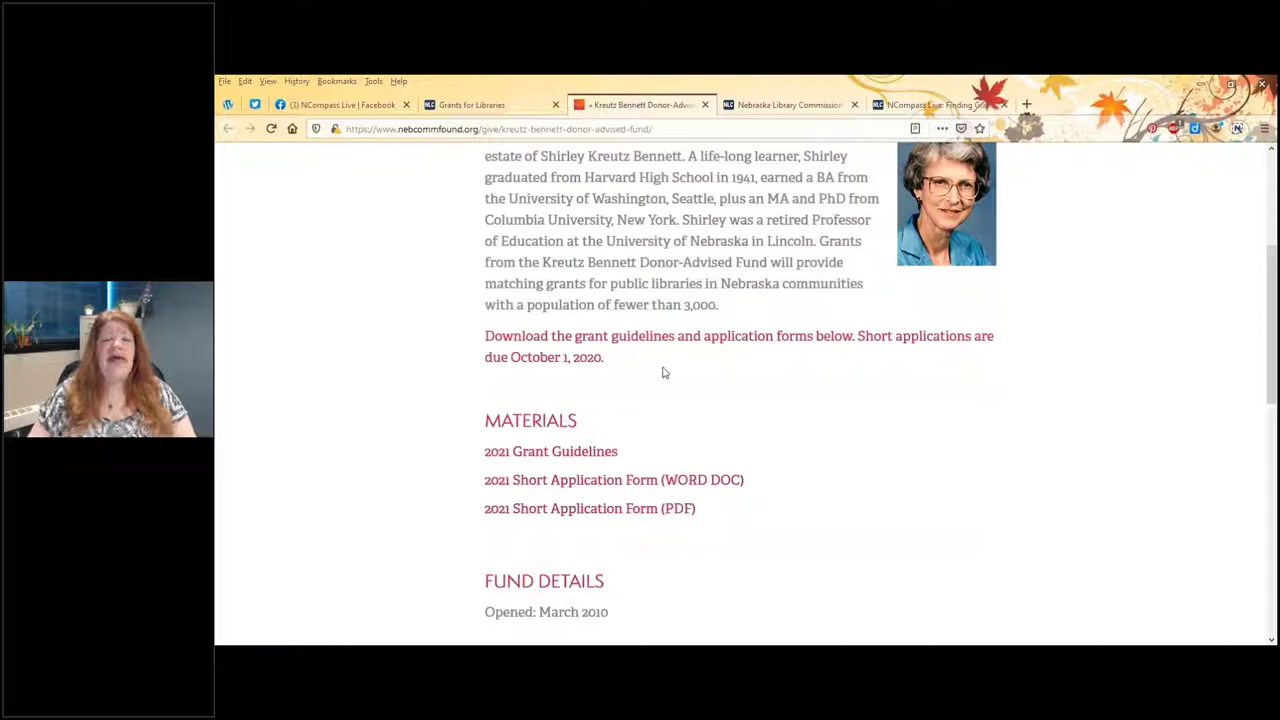 File Edit View History Bookmarks Tools Help
(3) NCompass Live | Facebook
Grants for Libraries
» Kreutz Bennett Donor-Advis
Nebraska Library Commission
NCompass Live: Finding Gra
https://www.nebcommfound.org/give/kreutz-bennett-donor-advised-fund/
estate of Shirley Kreutz Bennett. A life-long learner, Shirley
graduated from Harvard High School in 1941, earned a BA from
the University of Washington, Seattle, plus an MA and PhD from
Columbia University, New York. Shirley was a retired Professor
of Education at the University of Nebraska in Lincoln. Grants
from the Kreutz Bennett Donor-Advised Fund will provide
matching grants for public libraries in Nebraska communities
with a population of fewer than 3,000.
Download the grant guidelines and application forms below. Short applications are
due October 1, 2020.
MATERIALS
2021 Grant Guidelines
2021 Short Application Form (WORD DOC)
2021 Short Application Form (PDF)
FUND DETAILS
Opened: March 2010